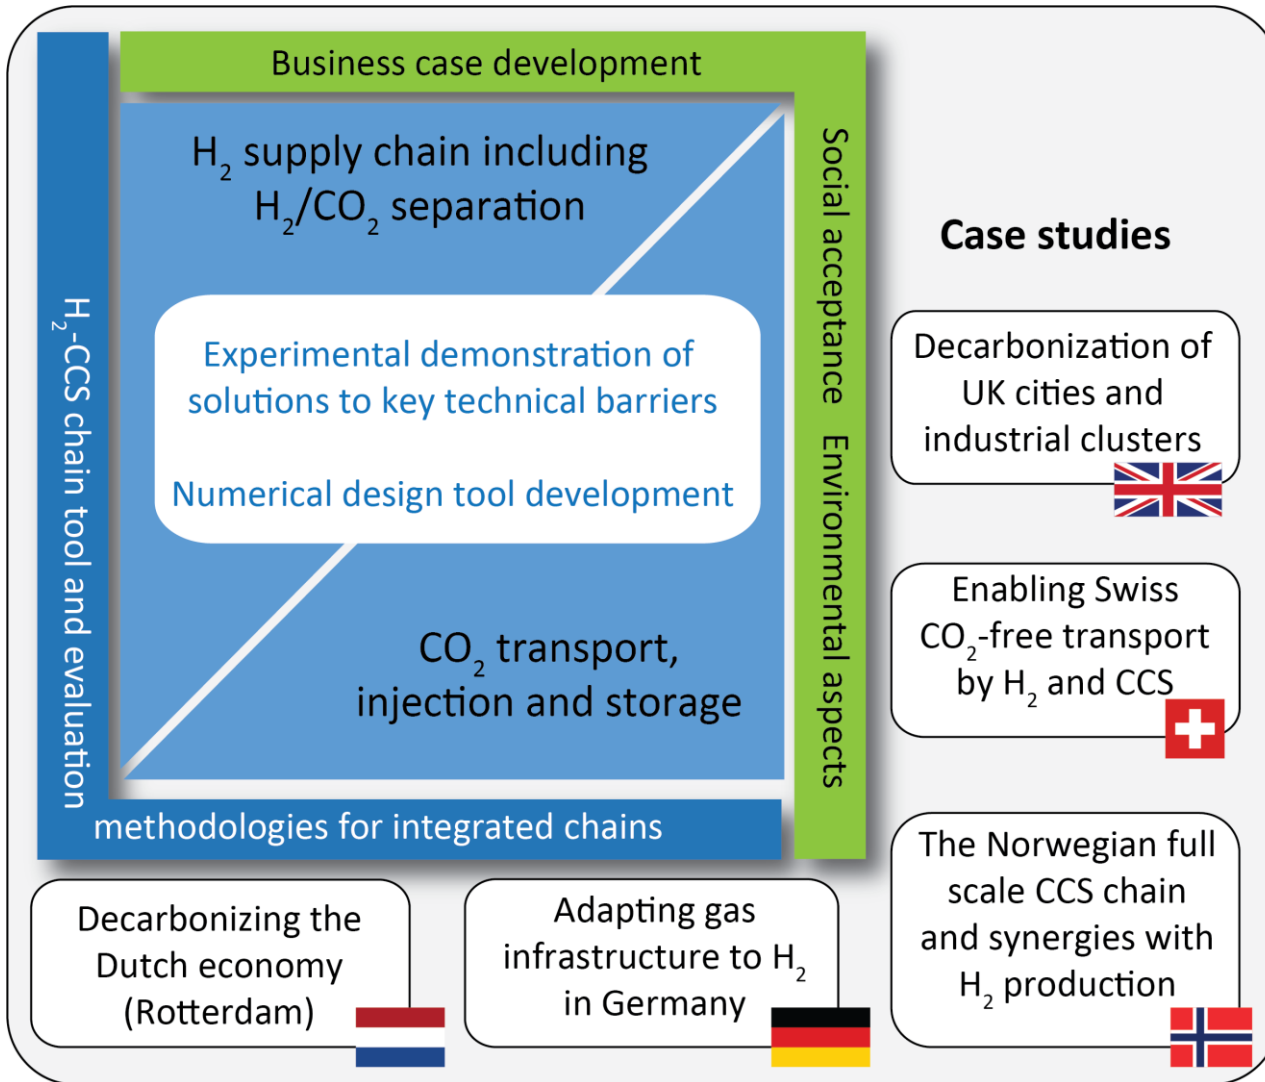 Business case development
H₂ supply chain including
H₂/CO₂ separation
Experimental demonstration of
solutions to key technical barriers
Numerical design tool development
CO₂ transport,
injection and storage
H₂-CCS chain tool and evaluation
methodologies for integrated chains
Social acceptance Environmental aspects
Case studies
Decarbonization of
UK cities and
industrial clusters
Enabling Swiss
CO₂-free transport
by H₂ and CCS
The Norwegian full
scale CCS chain
and synergies with
H₂ production
Decarbonizing the
Dutch economy
(Rotterdam)
Adapting gas
infrastructure to H₂
in Germany